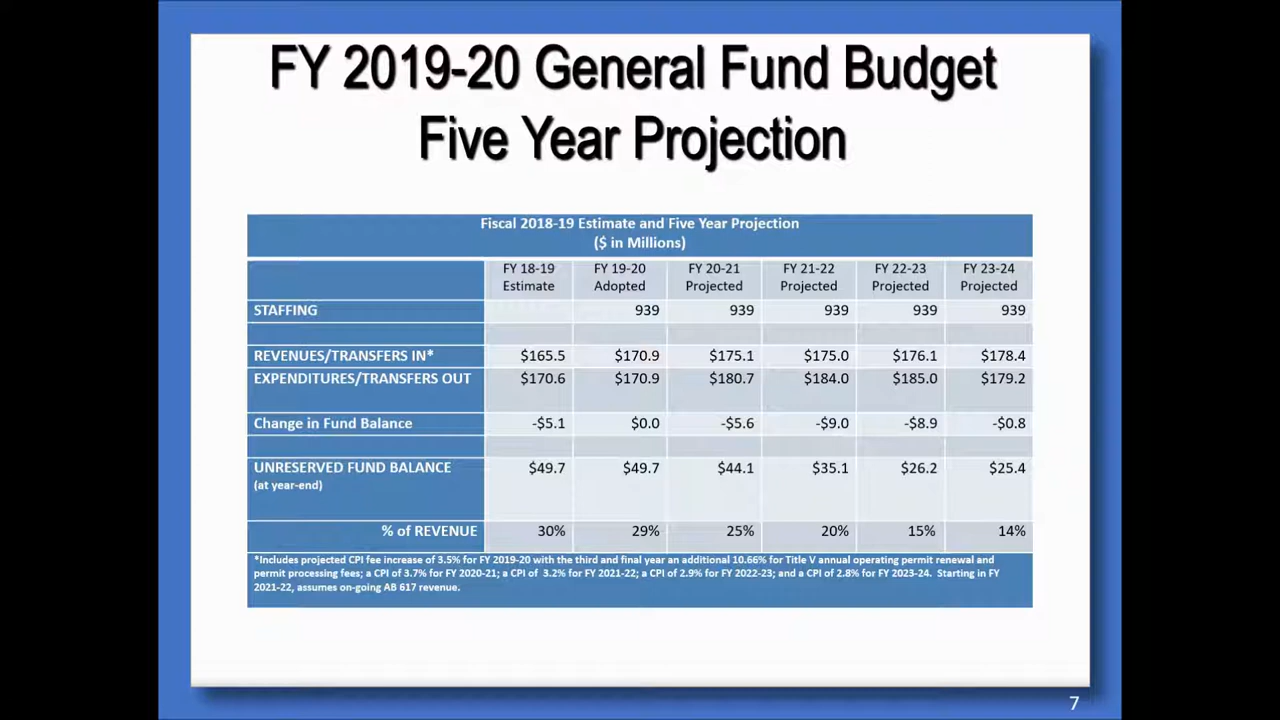 FY 2019-20 General Fund Budget
Five Year Projection
Fiscal 2018-19 Estimate and Five Year Projection
($ in Millions)
FY 18-19 Estimate FY 19-20 Adopted FY 20-21 Projected FY 21-22 Projected FY 22-23 Projected FY 23-24 Projected
STAFFING 939 939 939 939 939
REVENUES/TRANSFERS IN* $165.5 $170.9 $175.1 $175.0 $176.1 $178.4
EXPENDITURES/TRANSFERS OUT $170.6 $170.9 $180.7 $184.0 $185.0 $179.2
Change in Fund Balance -$5.1 $0.0 -$5.6 -$9.0 -$8.9 -$0.8
UNRESERVED FUND BALANCE $49.7 $49.7 $44.1 $35.1 $26.2 $25.4
(at year-end)
% of REVENUE 30% 29% 25% 20% 15% 14%
*Includes projected CPI fee increase of 3.5% for FY 2019-20 with the third and final year an additional 10.66% for Title V annual operating permit renewal and
permit processing fees; a CPI of 3.7% for FY 2020-21; a CPI of 3.2% for FY 2021-22; a CPI of 2.9% for FY 2022-23; and a CPI of 2.8% for FY 2023-24. Starting in FY
2021-22, assumes on-going AB 617 revenue.
7